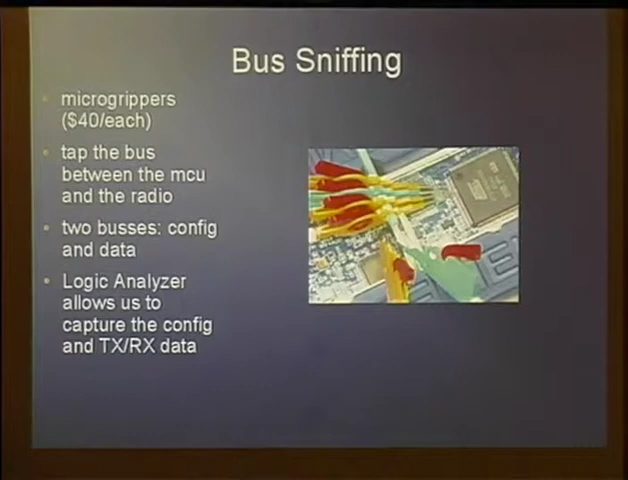 Bus Sniffing
microgrippers
($40/each)
tap the bus
between the mcu
and the radio
two busses: config
and data
Logic Analyzer
allows us to
capture the config
and TX/RX data